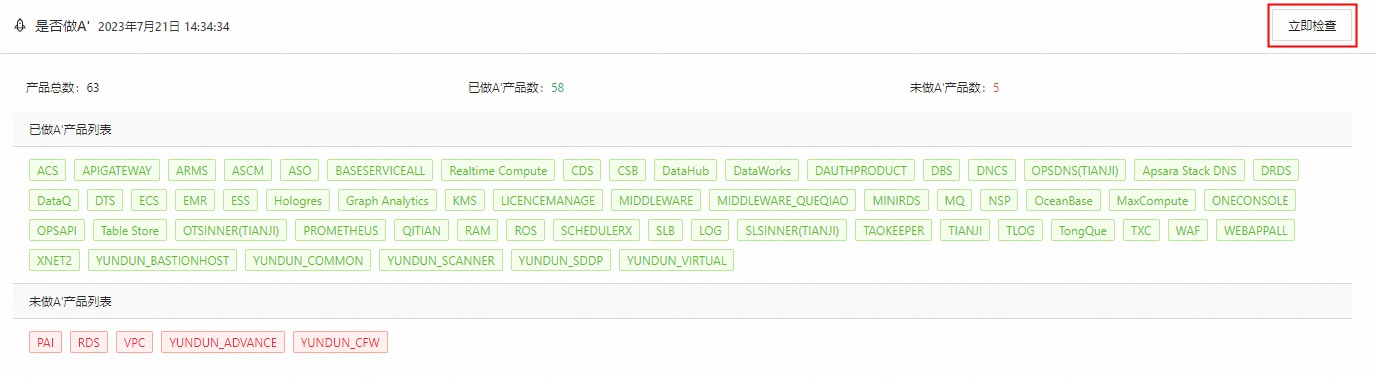 是否做A' 2023年7月21日 14:34:34 立即检查
产品总数：63 已做A'产品数：58 未做A'产品数：5
已做A'产品列表
ACS APIGATEWAY ARMS ASCM ASO BASESERVICEALL Realtime Compute CDS CSB DataHub DataWorks DAUTHPRODUCT DBS DNCS OPSDNS(TIANJI) Apsara Stack DNS DRDS
DataQ DTS ECS EMR ESS Hologres Graph Analytics KMS LICENCEMANAGE MIDDLEWARE MIDDLEWARE_QUEQIAO MINIRDS MQ NSP OceanBase MaxCompute ONECONSOLE
OPSAPI Table Store OTSINNER(TIANJI) PROMETHEUS QITIAN RAM ROS SCHEDULERX SLB LOG SLSINNER(TIANJI) TAOKEEPER TIANJI TLOG TongQue TXC WAF WEBAPPALL
XNET2 YUNDUN_BASTIONHOST YUNDUN_COMMON YUNDUN_SCANNER YUNDUN_SDDP YUNDUN_VIRTUAL
未做A'产品列表
PAI RDS VPC YUNDUN_ADVANCE YUNDUN_CFW